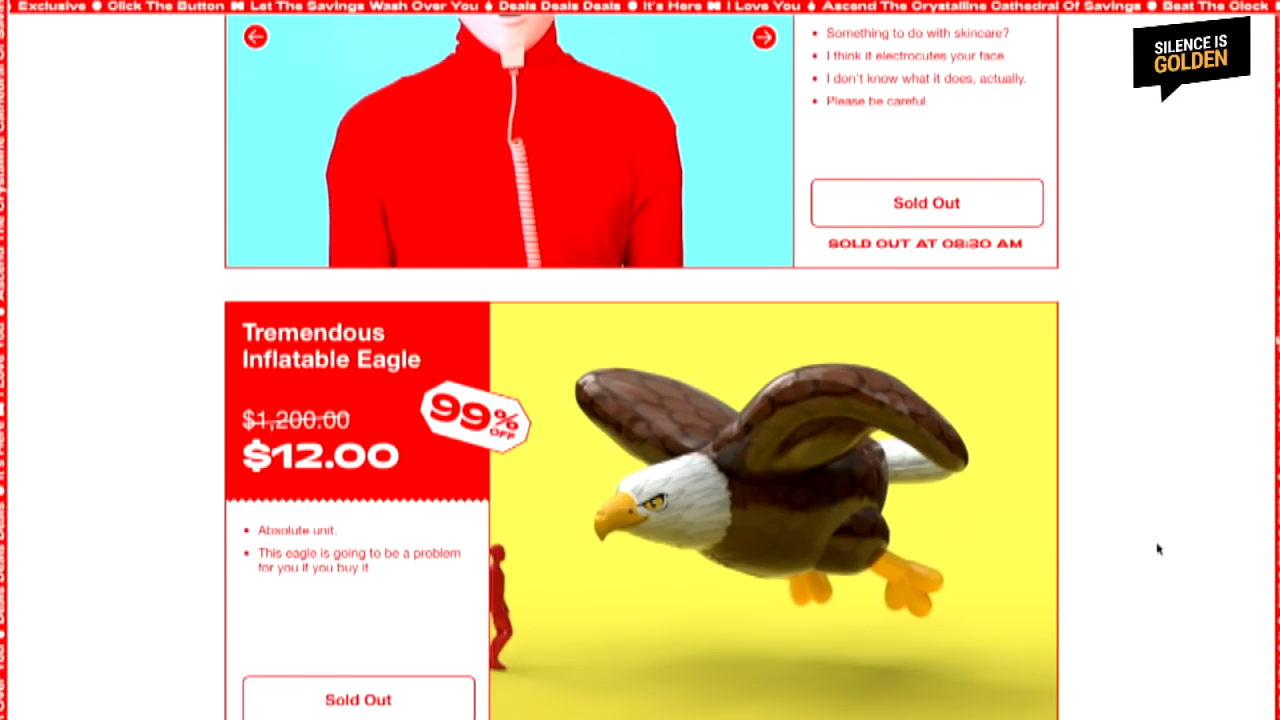 Exclusive Click The Button Let The Savings Wash Over You Deals Deals Deals It's Here I Love You Ascend The Crystalline Cathedral Of Savings Beat The Clock
SILENCE IS
GOLDEN
• Something to do with skincare?
• I think it electrocutes your face
• I don't know what it does, actually.
• Please be careful
Sold Out
SOLD OUT AT 08:30 AM
Tremendous
Inflatable Eagle
$1,200.00
$12.00
99%
OFF
• Absolute unit.
• This eagle is going to be a problem
for you if you buy it
Sold Out